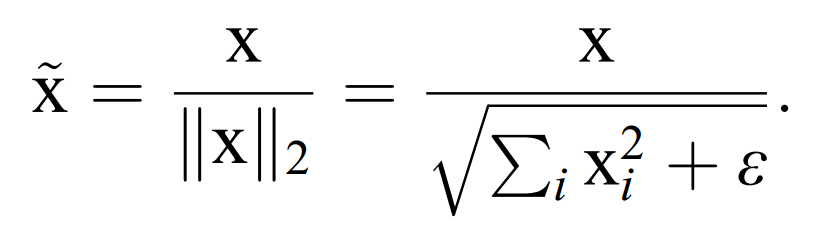 x̃ = x / ‖x‖₂ = x / √(∑ᵢ xᵢ² + ε).